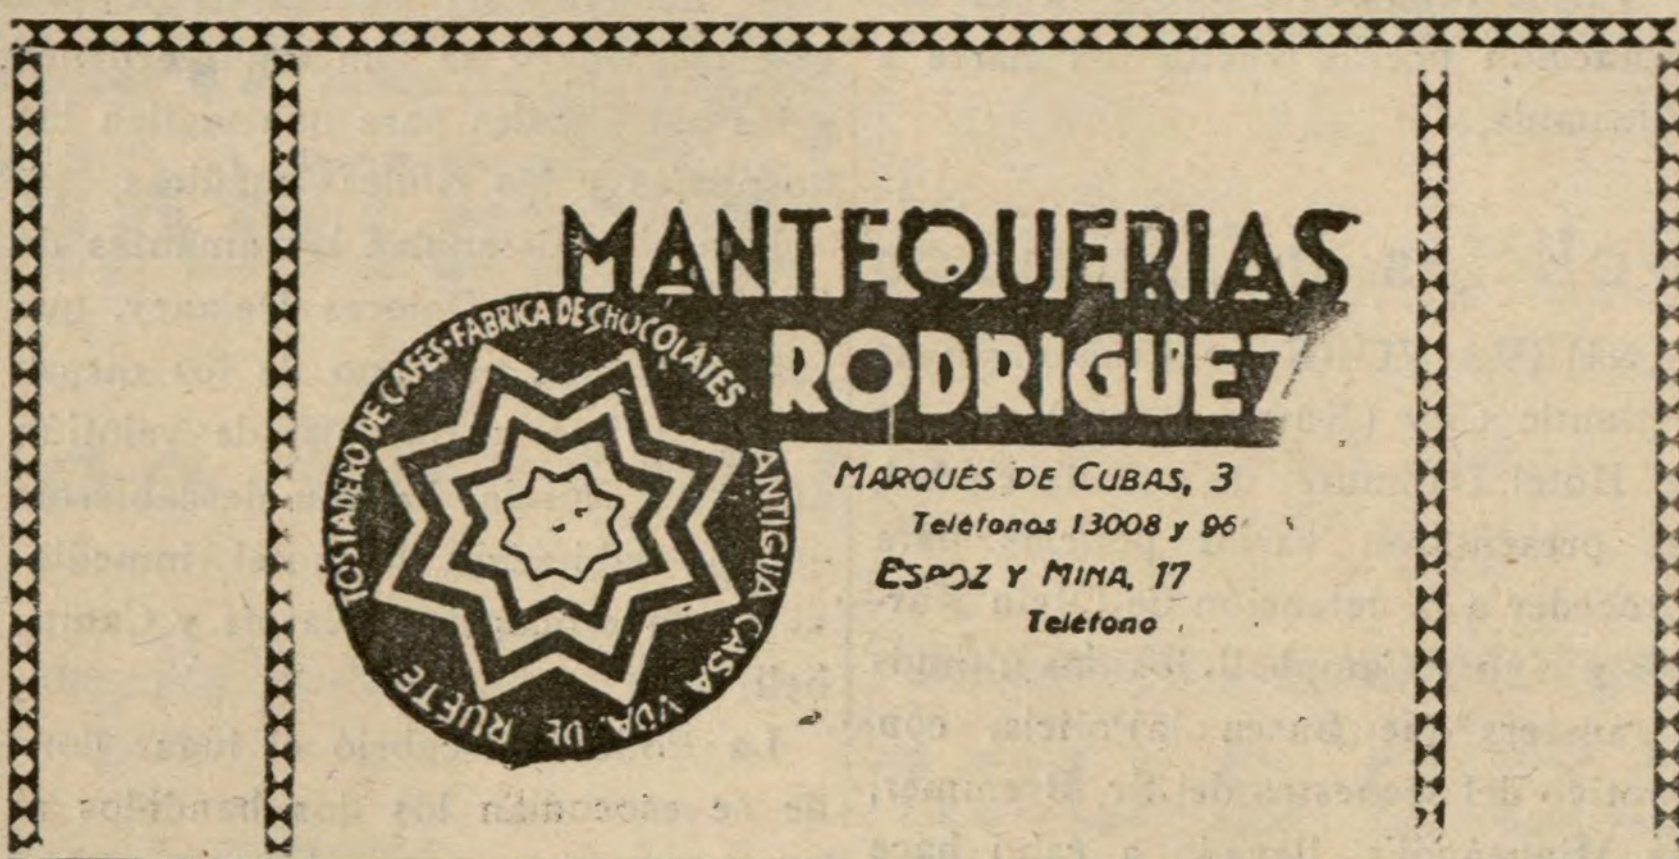 MANTEQUERIAS
RODRIGUEZ
TOSTADERO DE CAFES·FABRICA DE CHOCOLATES
ANTIGUA CASA VDA. DE RUETE
MARQUÉS DE CUBAS, 3
Teléfonos 13008 y 96
ESPOZ Y MINA, 17
Teléfono